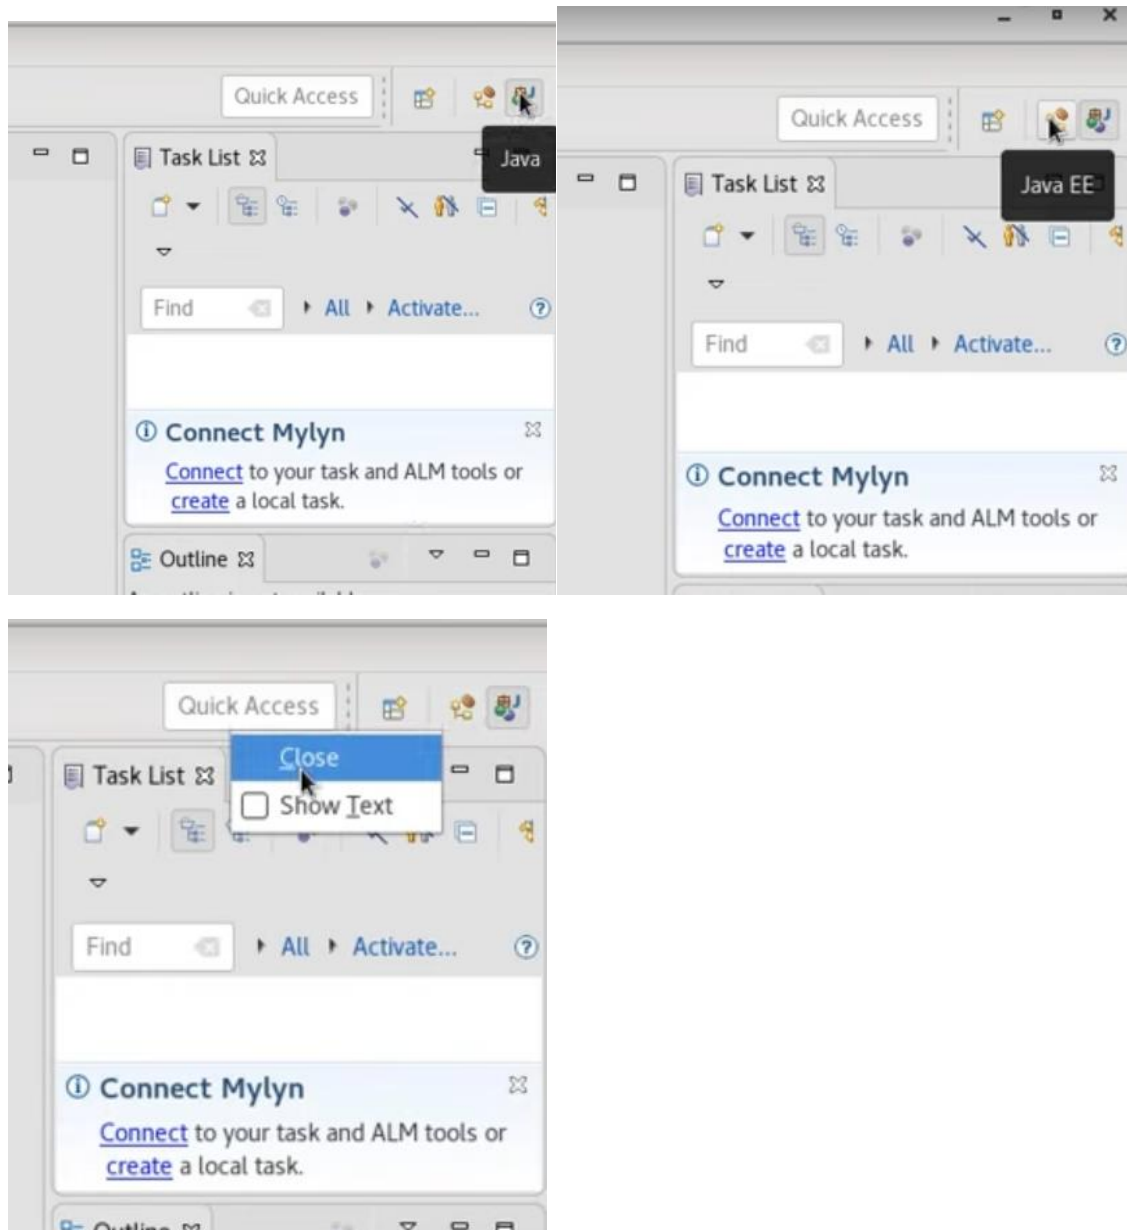 Quick Access
Java
Task List
Find
All
Activate...
Connect Mylyn
Connect to your task and ALM tools or
create a local task.
Outline
Quick Access
Java EE
Task List
Find
All
Activate...
Connect Mylyn
Connect to your task and ALM tools or
create a local task.
Quick Access
Close
Task List
Show Text
Find
All
Activate...
Connect Mylyn
Connect to your task and ALM tools or
create a local task.
Outline